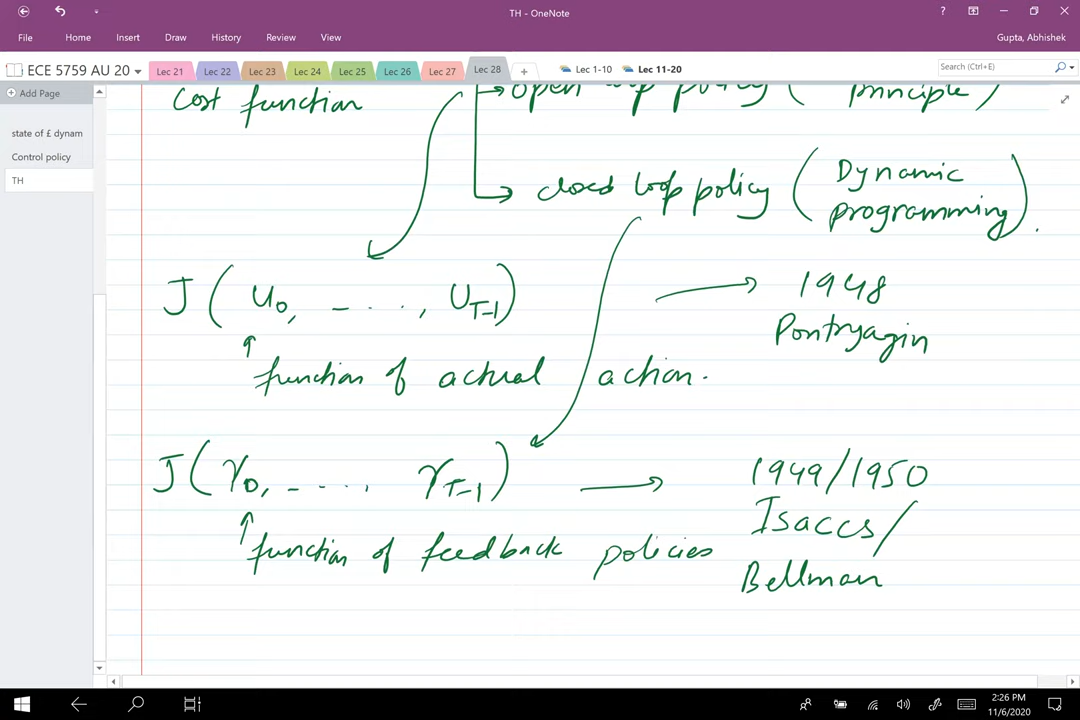 TH - OneNote
File Home Insert Draw History Review View Gupta, Abhishek
ECE 5759 AU 20 Lec 21 Lec 22 Lec 23 Lec 24 Lec 25 Lec 26 Lec 27 Lec 28 Lec 1-10 Lec 11-20 Search (Ctrl+E)
Add Page
state of £ dynam
Control policy
TH
Cost function
open loop policy ( principle )
closed loop policy ( Dynamic programming ) .
J ( u0, - . . . , UT-1 )
1948
Pontryagin
function of actual action.
J ( γ0, - . . . . γT-1 )
1949/1950
Isaccs/
Bellman
function of feedback policies
2:26 PM
11/6/2020